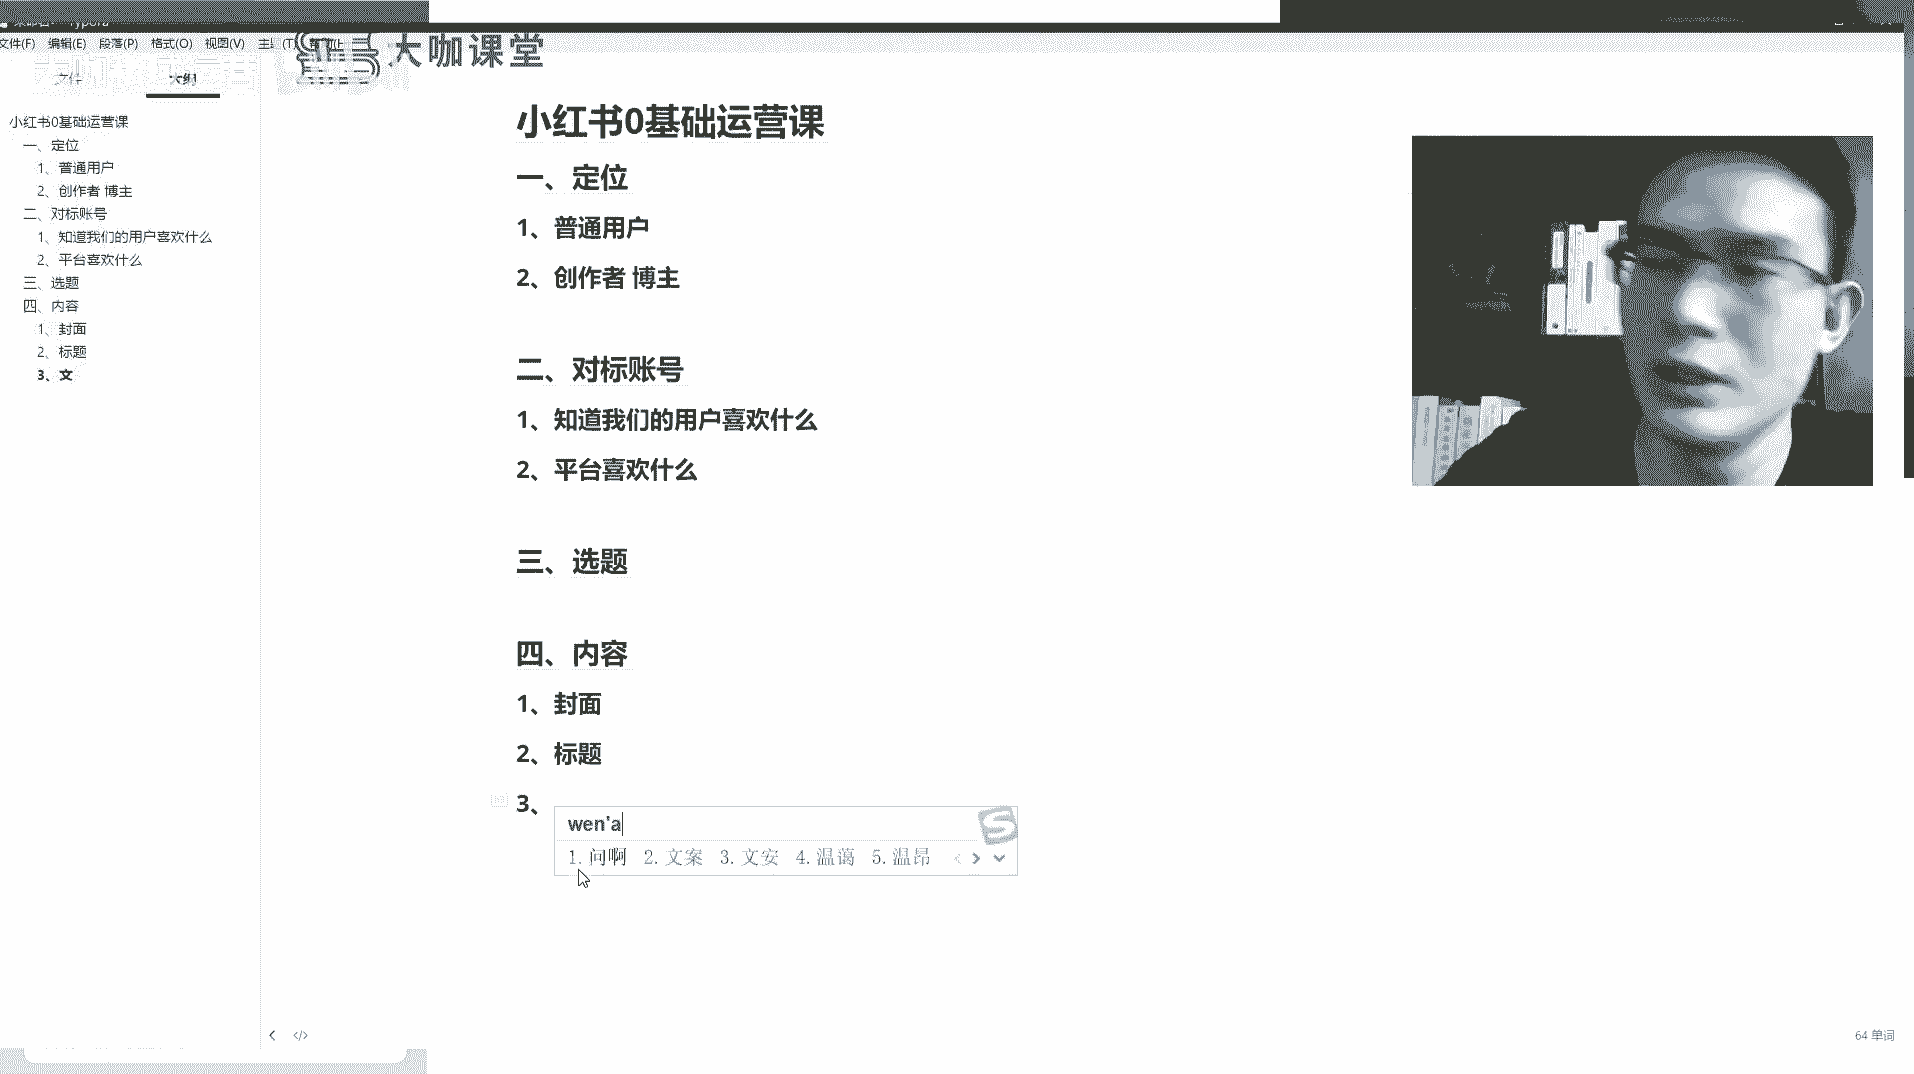 文件(F) 编辑(E) 段落(P) 格式(O) 视图(V)
大咖课堂
文件 大纲
小红书0基础运营课
一、定位
1、普通用户
2、创作者 博主
二、对标账号
1、知道我们的用户喜欢什么
2、平台喜欢什么
三、选题
四、内容
1、封面
2、标题
3、文
小红书0基础运营课
一、定位
1、普通用户
2、创作者 博主
二、对标账号
1、知道我们的用户喜欢什么
2、平台喜欢什么
三、选题
四、内容
1、封面
2、标题
3、
wen'a
1. 问啊 2. 文案 3. 文安 4. 温蔼 5. 温昂
</> 64 单词